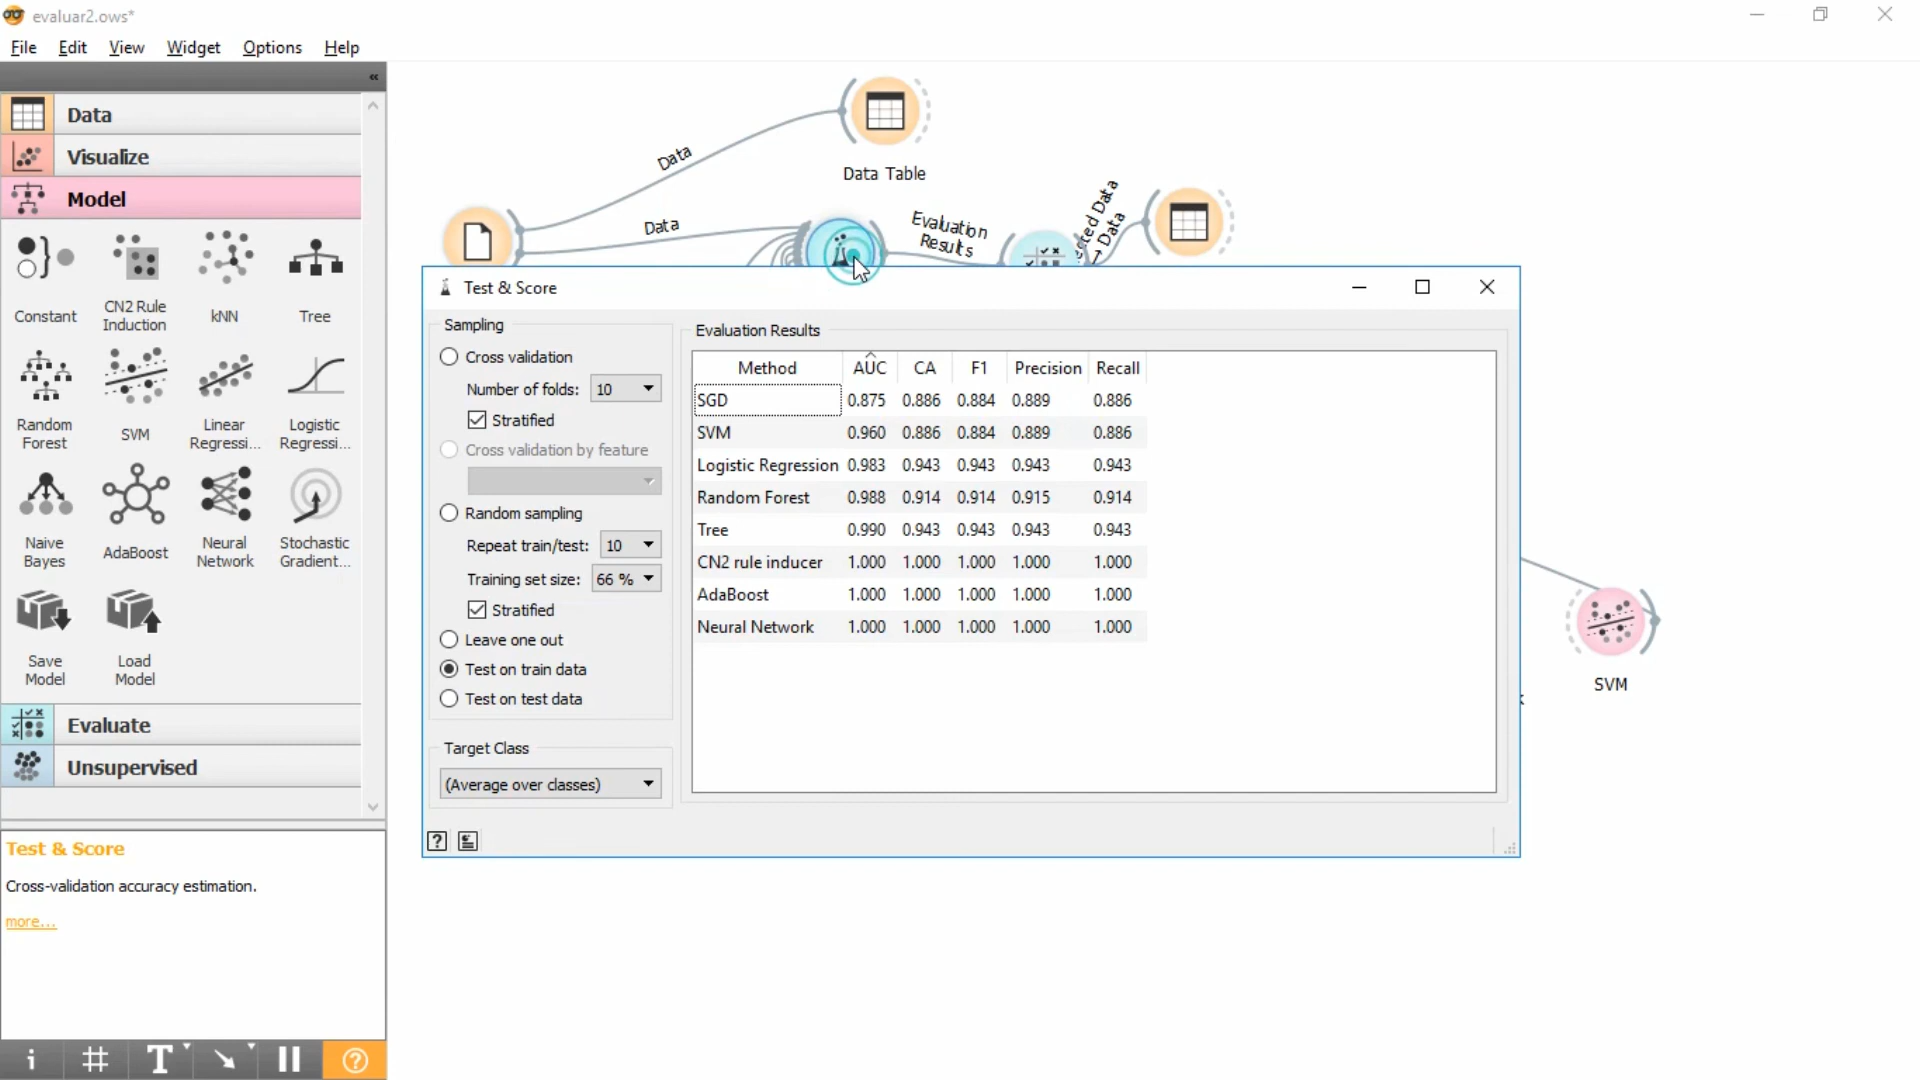 evaluar2.ows*
File Edit View Widget Options Help
«
Data
Visualize
Model
Constant
CN2 Rule
Induction
kNN
Tree
Random
Forest
SVM
Linear
Regressi...
Logistic
Regressi...
Naive
Bayes
AdaBoost
Neural
Network
Stochastic
Gradient...
Save
Model
Load
Model
Evaluate
Unsupervised
Test & Score
Cross-validation accuracy estimation.
more...
i # T ?
Data
Data Table
Data
Evaluation
Results
→ Data
Test & Score
Sampling
Cross validation
Number of folds: 10
Stratified
Cross validation by feature
Random sampling
Repeat train/test: 10
Training set size: 66 %
Stratified
Leave one out
Test on train data
Test on test data
Target Class
(Average over classes)
?
Evaluation Results
Method AUC CA F1 Precision Recall
SGD 0.875 0.886 0.884 0.889 0.886
SVM 0.960 0.886 0.884 0.889 0.886
Logistic Regression 0.983 0.943 0.943 0.943 0.943
Random Forest 0.988 0.914 0.914 0.915 0.914
Tree 0.990 0.943 0.943 0.943 0.943
CN2 rule inducer 1.000 1.000 1.000 1.000 1.000
AdaBoost 1.000 1.000 1.000 1.000 1.000
Neural Network 1.000 1.000 1.000 1.000 1.000
SVM